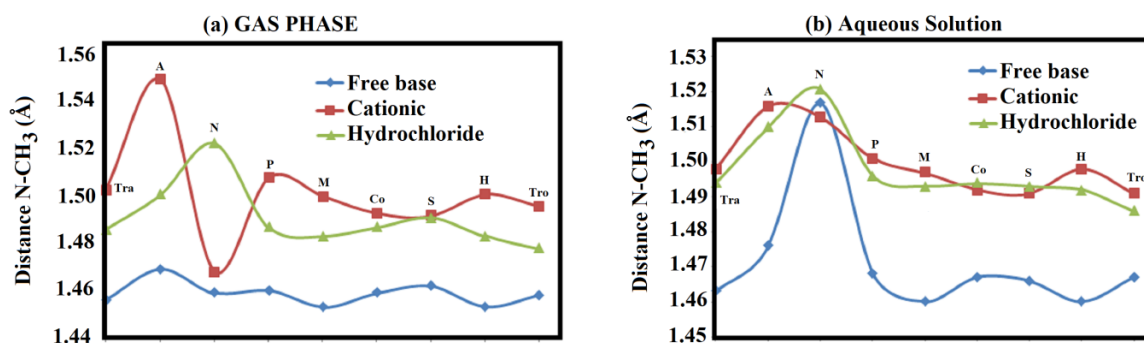 (a) GAS PHASE
Distance N-CH3 (Å)
1.56
1.54
1.52
1.50
1.48
1.46
1.44
Free base
Cationic
Hydrochloride
Tra
A
N
P
M
Co
S
H
Tro
(b) Aqueous Solution
Distance N-CH3 (Å)
1.53
1.52
1.51
1.50
1.49
1.48
1.47
1.46
1.45
Free base
Cationic
Hydrochloride
Tra
A
N
P
M
Co
S
H
Tro